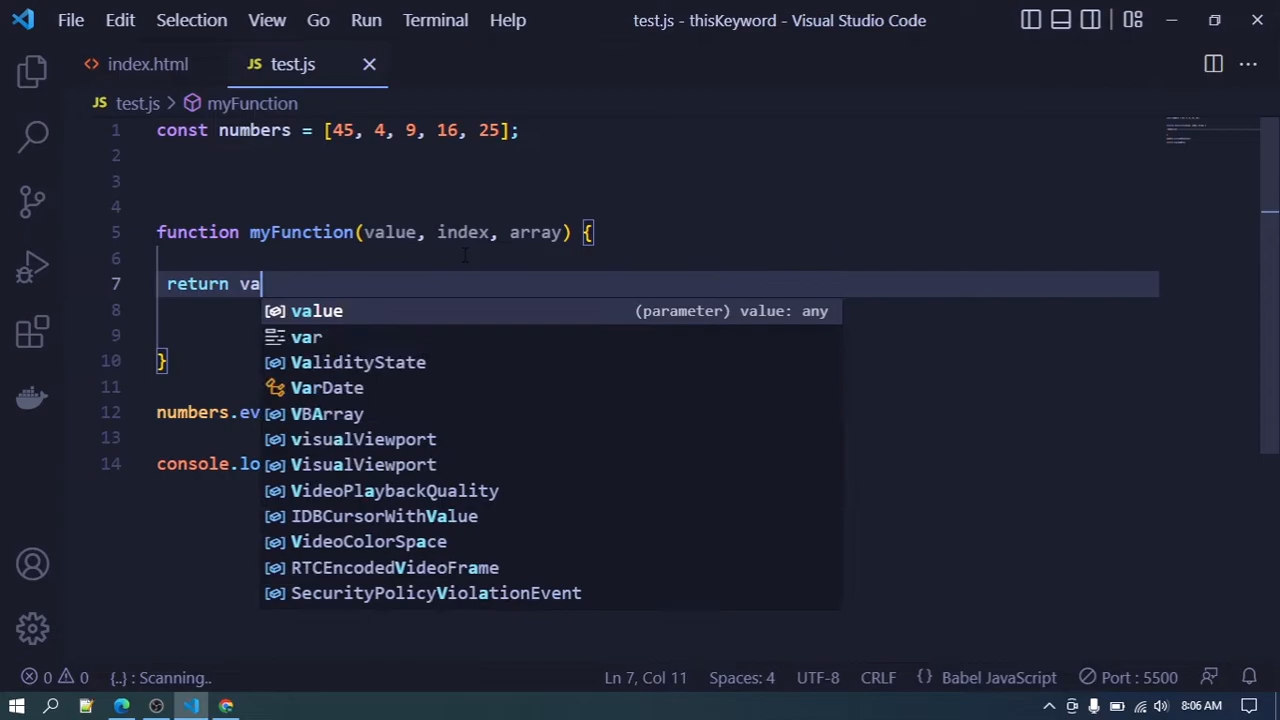 File Edit Selection View Go Run Terminal Help test.js - thisKeyword - Visual Studio Code
index.html JS test.js
JS test.js > myFunction
1 const numbers = [45, 4, 9, 16, 25];
2
3
4
5 function myFunction(value, index, array) {
6
7 return va
value (parameter) value: any
8
var
9
ValidityState
10 }
VarDate
11
12 numbers.ev
VBArray
13
visualViewport
14 console.lo
VisualViewport
VideoPlaybackQuality
IDBCursorWithValue
VideoColorSpace
RTCEncodedVideoFrame
SecurityPolicyViolationEvent
0 0 {..} : Scanning.. Ln 7, Col 11 Spaces: 4 UTF-8 CRLF {} Babel JavaScript Port : 5500
8:06 AM